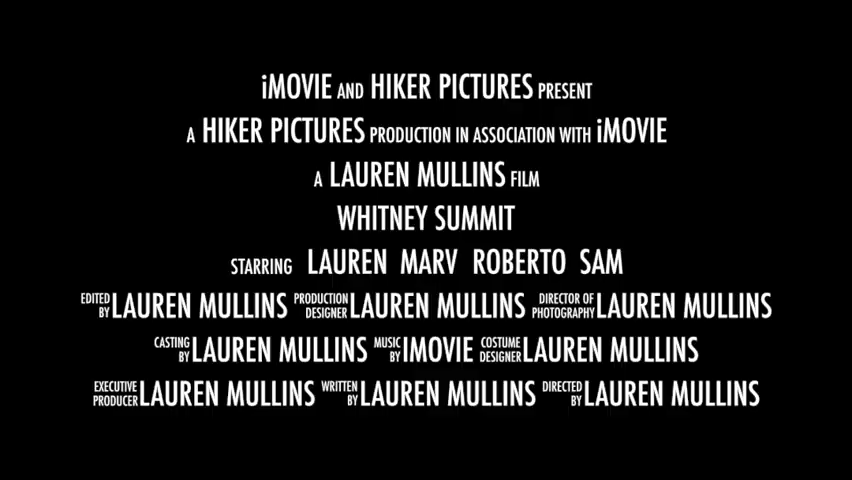 iMOVIE AND HIKER PICTURES PRESENT
A HIKER PICTURES PRODUCTION IN ASSOCIATION WITH iMOVIE
A LAUREN MULLINS FILM
WHITNEY SUMMIT
STARRING LAUREN MARV ROBERTO SAM
EDITED BY LAUREN MULLINS PRODUCTION DESIGNER LAUREN MULLINS DIRECTOR OF PHOTOGRAPHY LAUREN MULLINS
CASTING BY LAUREN MULLINS MUSIC BY IMOVIE COSTUME DESIGNER LAUREN MULLINS
EXECUTIVE PRODUCER LAUREN MULLINS WRITTEN BY LAUREN MULLINS DIRECTED BY LAUREN MULLINS